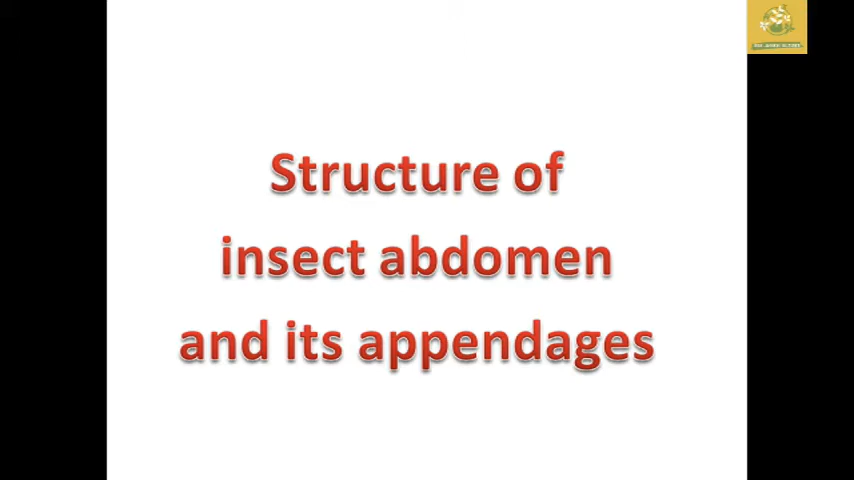 Structure of
insect abdomen
and its appendages